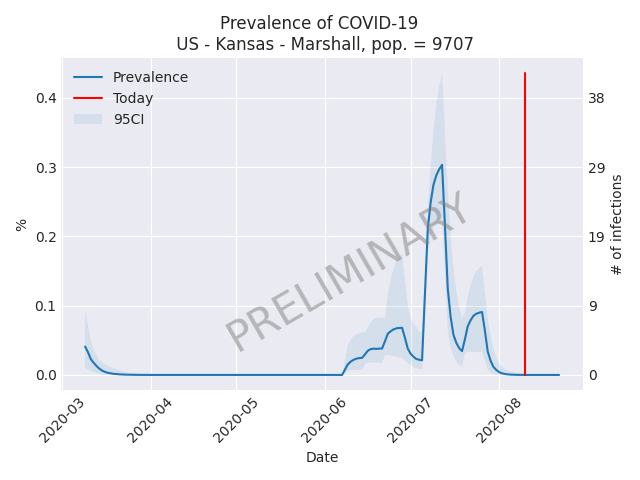 Prevalence of COVID-19
US - Kansas - Marshall, pop. = 9707
Prevalence
Today
95CI
PRELIMINARY
%
0.4
0.3
0.2
0.1
0.0
38
29
19
9
0
# of infections
2020-03
2020-04
2020-05
2020-06
2020-07
2020-08
Date